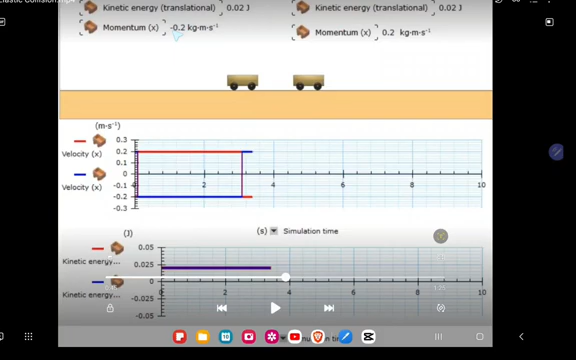 Elastic Collision.mp4
Kinetic energy (translational) 0.02 J
Kinetic energy (translational) 0.02 J
Momentum (x) -0.2 kg·m·s⁻¹
Momentum (x) 0.2 kg·m·s⁻¹
(m·s⁻¹)
Velocity (x)
Velocity (x)
0.3
0.2
0.1
0
-0.1
-0.2
-0.3
0 2 4 6 8 10
(s) Simulation time
(J)
Kinetic energy...
Kinetic energy...
0.05
0.025
0
-0.025
-0.05
2 4 6 8 10